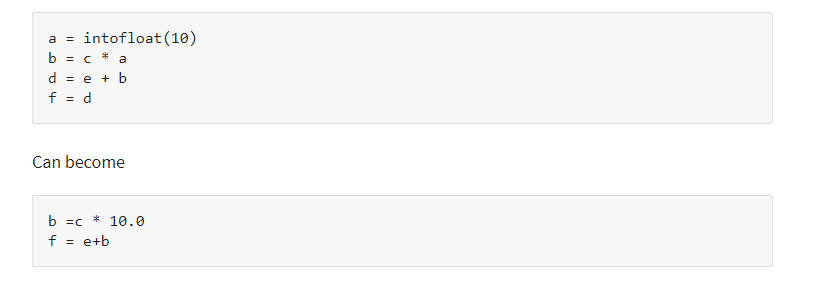 a = intofloat(10)
b = c * a
d = e + b
f = d
Can become
b =c * 10.0
f = e+b